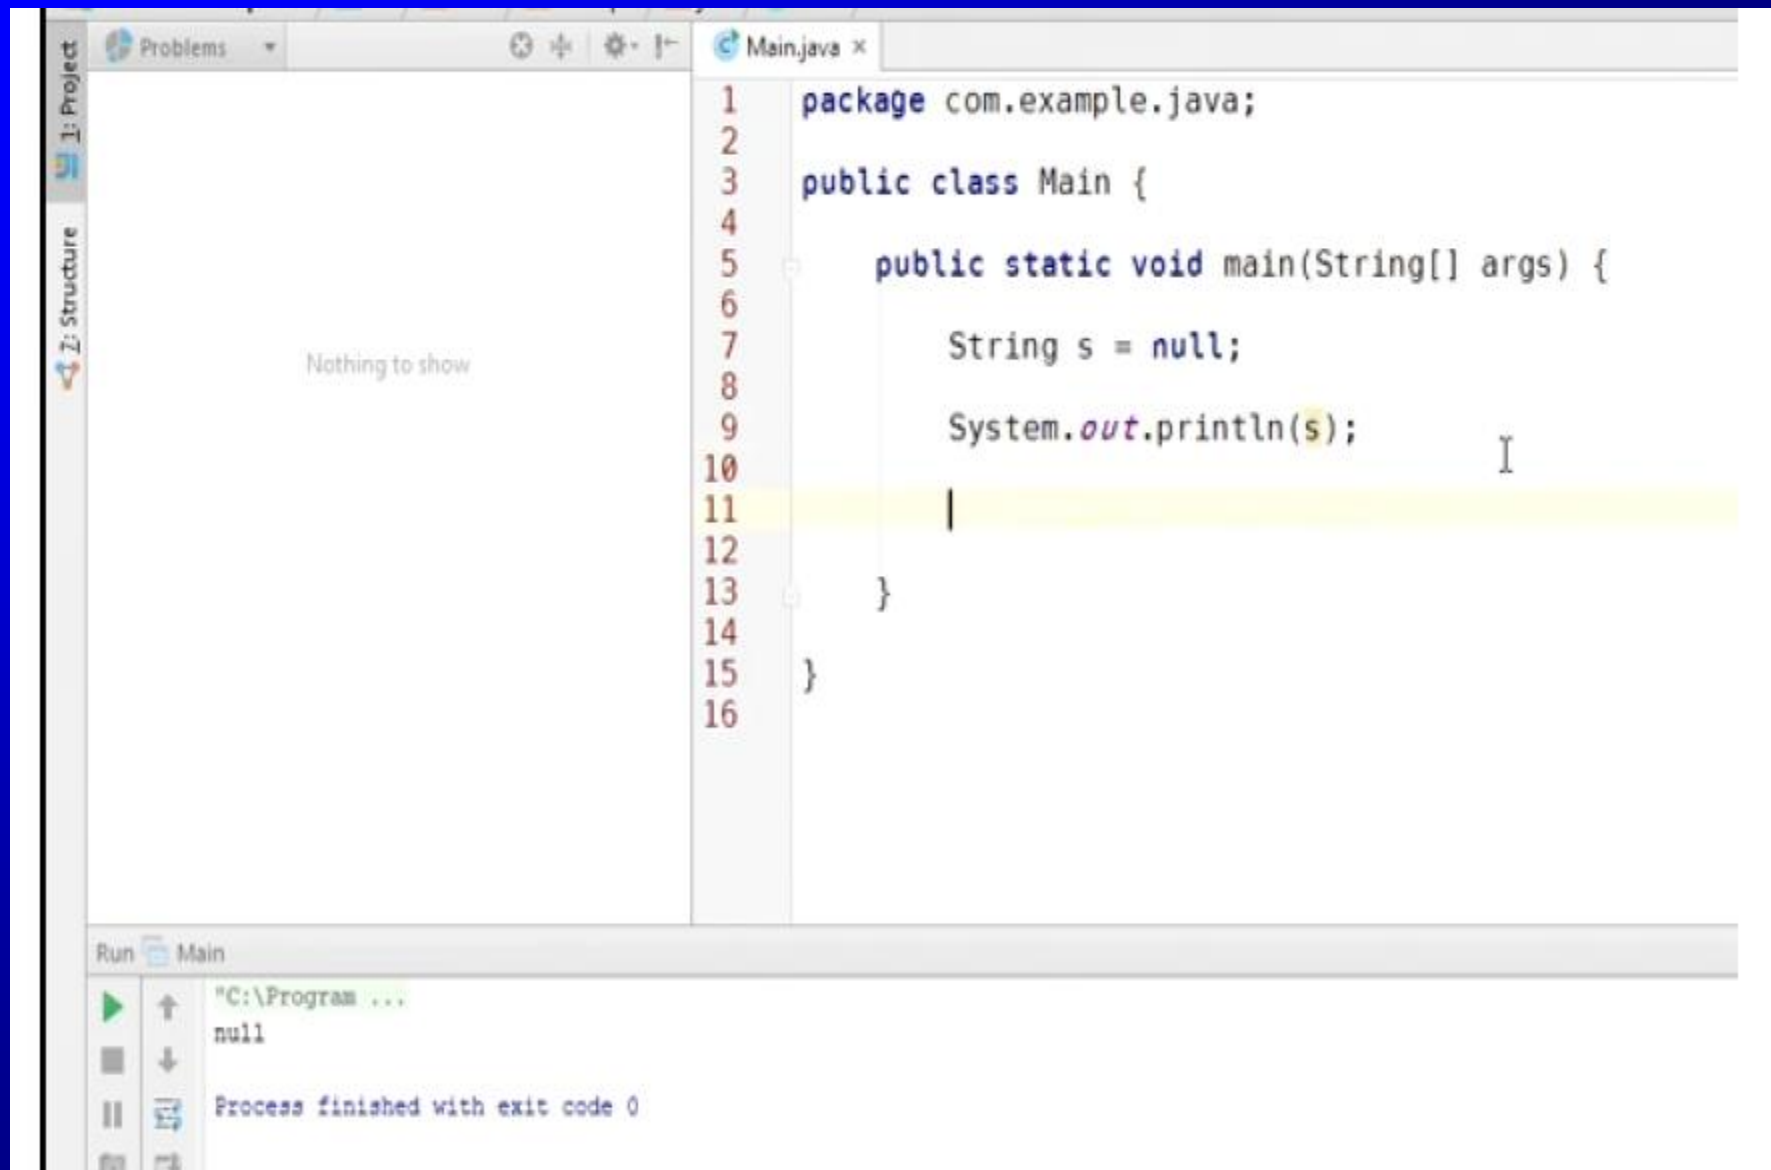 1: Project
Z: Structure
Problems
Nothing to show
Main.java ×
1 package com.example.java;
2
3 public class Main {
4
5 public static void main(String[] args) {
6
7 String s = null;
8
9 System.out.println(s);
10
11
12
13 }
14
15 }
16
Run Main
"C:\Program ...
null
Process finished with exit code 0